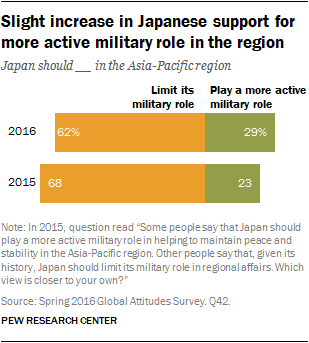 Slight increase in Japanese support for
more active military role in the region
Japan should __ in the Asia-Pacific region
Limit its
military role
Play a more active
military role
2016
62%
29%
2015
68
23
Note: In 2015, question read “Some people say that Japan should
play a more active military role in helping to maintain peace and
stability in the Asia-Pacific region. Other people say that, given its
history, Japan should limit its military role in regional affairs. Which
view is closer to your own?”
Source: Spring 2016 Global Attitudes Survey. Q42.
PEW RESEARCH CENTER